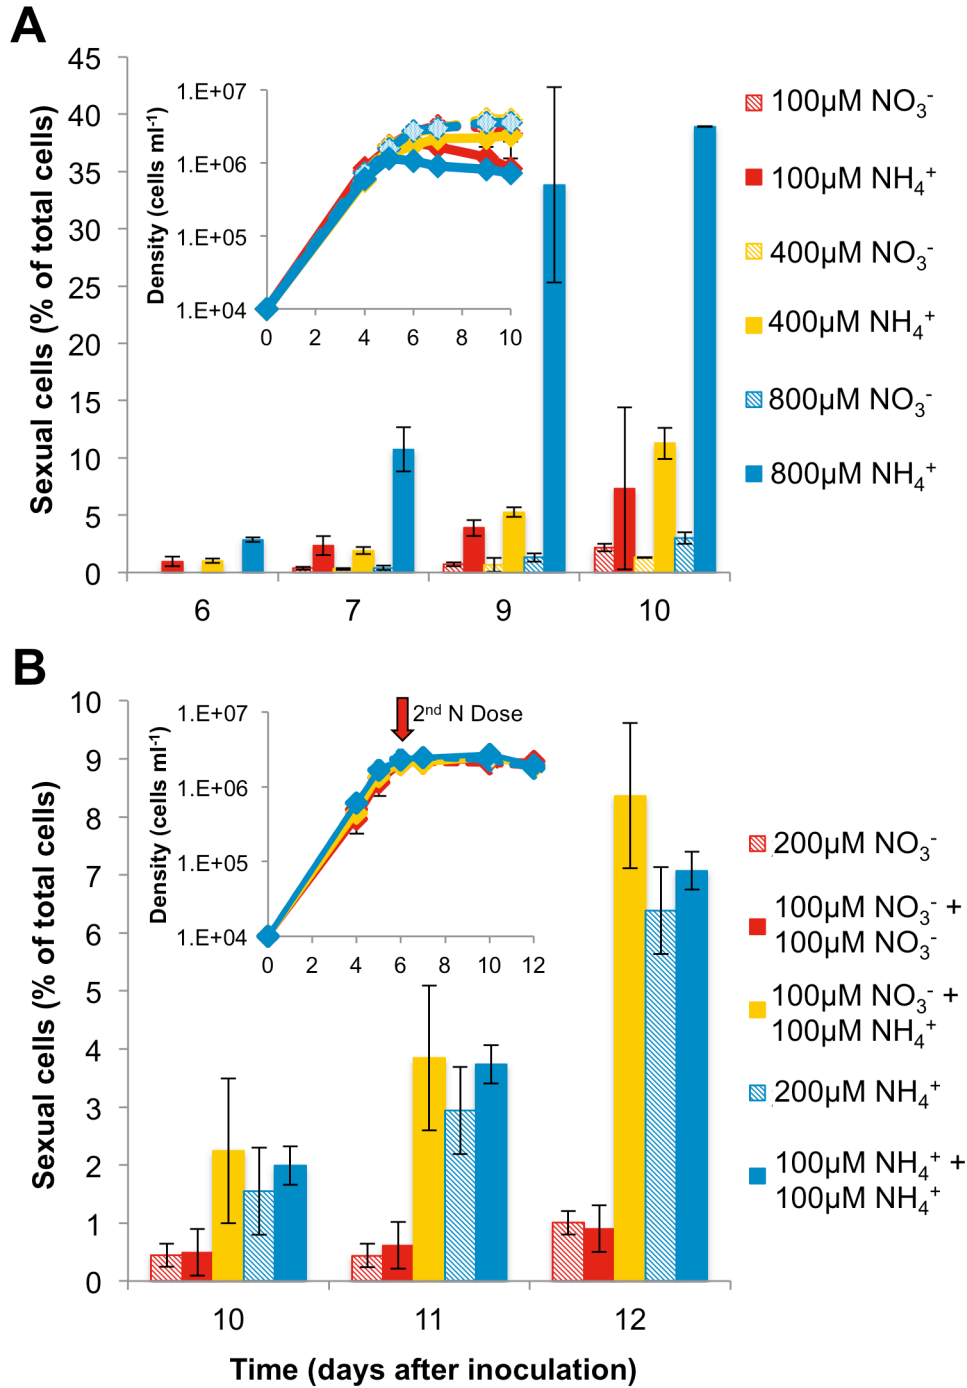 A
Sexual cells (% of total cells)
45
40
35
30
25
20
15
10
5
0
6
7
9
10
Density (cells ml⁻¹)
1.E+07
1.E+06
1.E+05
1.E+04
0 2 4 6 8 10
100µM NO₃⁻
100µM NH₄⁺
400µM NO₃⁻
400µM NH₄⁺
800µM NO₃⁻
800µM NH₄⁺
B
Sexual cells (% of total cells)
10
9
8
7
6
5
4
3
2
1
0
10
11
12
Time (days after inoculation)
Density (cells ml⁻¹)
1.E+07
1.E+06
1.E+05
1.E+04
0 2 4 6 8 10 12
2ⁿᵈ N Dose
200µM NO₃⁻
100µM NO₃⁻ +
100µM NO₃⁻
100µM NO₃⁻ +
100µM NH₄⁺
200µM NH₄⁺
100µM NH₄⁺ +
100µM NH₄⁺